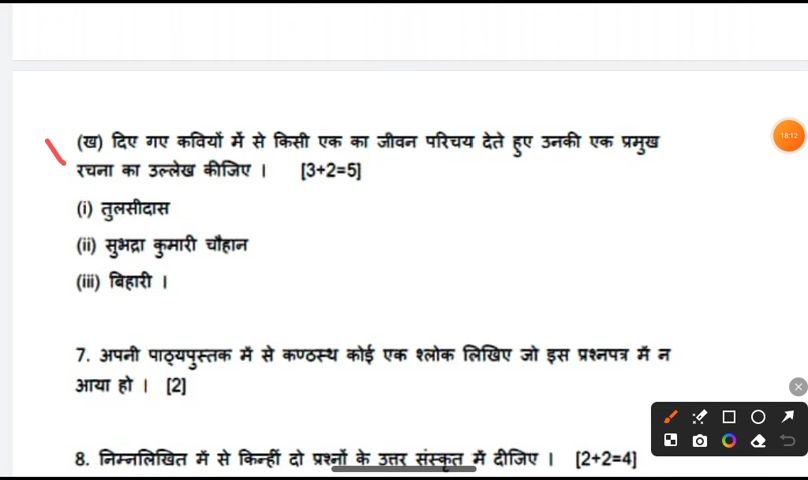 (ख) दिए गए कवियों में से किसी एक का जीवन परिचय देते हुए उनकी एक प्रमुख
रचना का उल्लेख कीजिए । [3+2=5]
18:12
(i) तुलसीदास
(ii) सुभद्रा कुमारी चौहान
(iii) बिहारी ।
7. अपनी पाठ्यपुस्तक में से कण्ठस्थ कोई एक श्लोक लिखिए जो इस प्रश्नपत्र में न
आया हो । [2]
8. निम्नलिखित में से किन्हीं दो प्रश्नों के उत्तर संस्कृत में दीजिए । [2+2=4]